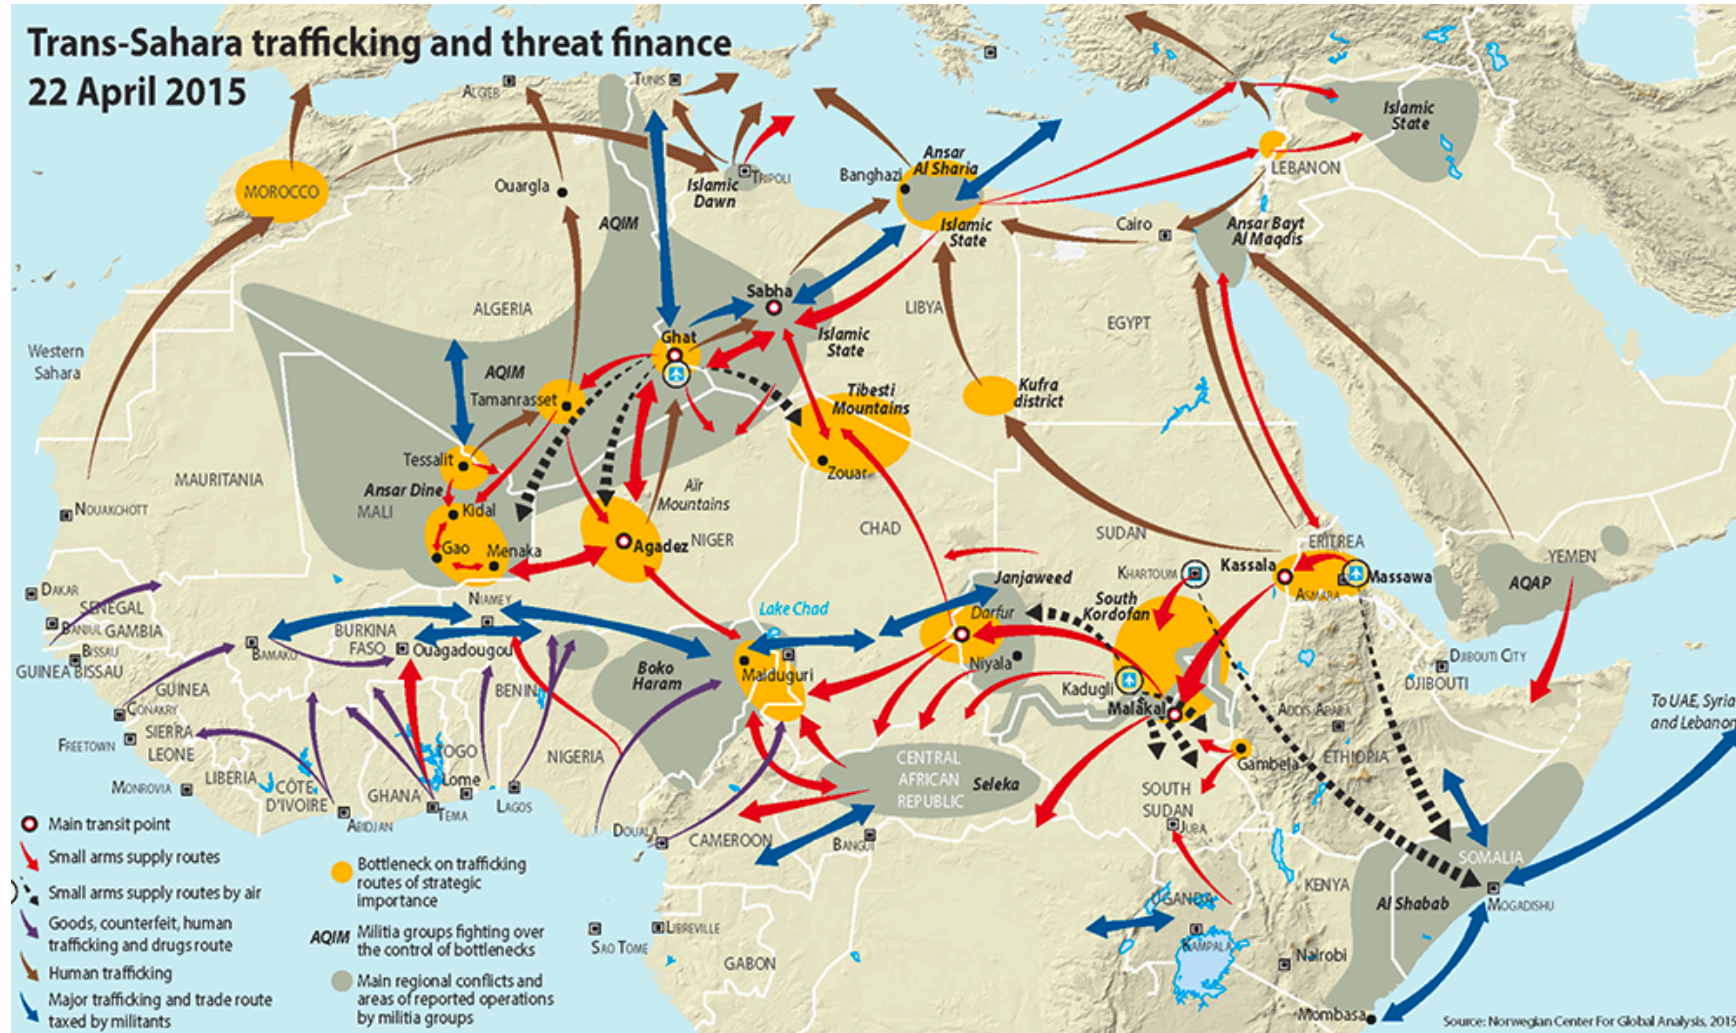 Trans-Sahara trafficking and threat finance
22 April 2015
TUNIS
ALGER
Islamic
State
MOROCCO
Ouargla
Islamic
Dawn
TRIPOLI
Banghazi
Ansar
Al Sharia
Islamic
State
LEBANON
Cairo
Ansar Bayt
Al Maqdis
AQIM
ALGERIA
Sabha
LIBYA
EGYPT
Western
Sahara
Ghat
Islamic
State
AQIM
Tamanrasset
Tibesti
Mountains
Kufra
district
Tessalit
Zouar
MAURITANIA
Ansar Dine
MALI
Kidal
Aïr
Mountains
NOUAKCHOTT
Gao
Menaka
Agadez
NIGER
CHAD
SUDAN
ERITREA
YEMEN
AQAP
KHARTOUM
Kassala
Massawa
ASMARA
Janjaweed
DAKAR
SENEGAL
BANJUL
GAMBIA
BISSAU
GUINEA BISSAU
NIAMEY
BURKINA
FASO
Ouagadougou
BAMAKO
Lake Chad
Darfur
South
Kordofan
Niyala
Kadugli
Malakal
DJIBOUTI CITY
DJIBOUTI
Boko
Haram
Maiduguri
GUINEA
BENIN
CONAKRY
FREETOWN
SIERRA
LEONE
LIBERIA
MONROVIA
CÔTE
D'IVOIRE
GHANA
TOGO
Lome
ABIDJAN
TEMA
LAGOS
NIGERIA
CENTRAL
AFRICAN
REPUBLIC
Seleka
ADDIS ABABA
ETHIOPIA
Gambela
SOUTH
SUDAN
JUBA
To UAE, Syria
and Lebanon
DOUALA
CAMEROON
BANGUI
SOMALIA
MOGADISHU
Al Shabab
KENYA
UGANDA
KAMPALA
Nairobi
Mombasa
SAO TOME
LIBREVILLE
GABON
Main transit point
Small arms supply routes
Small arms supply routes by air
Goods, counterfeit, human
trafficking and drugs route
Human trafficking
Major trafficking and trade route
taxed by militants
Bottleneck on trafficking
routes of strategic
importance
AQIM
Militia groups fighting over
the control of bottlenecks
Main regional conflicts and
areas of reported operations
by militia groups
Source: Norwegian Center For Global Analysis, 2015